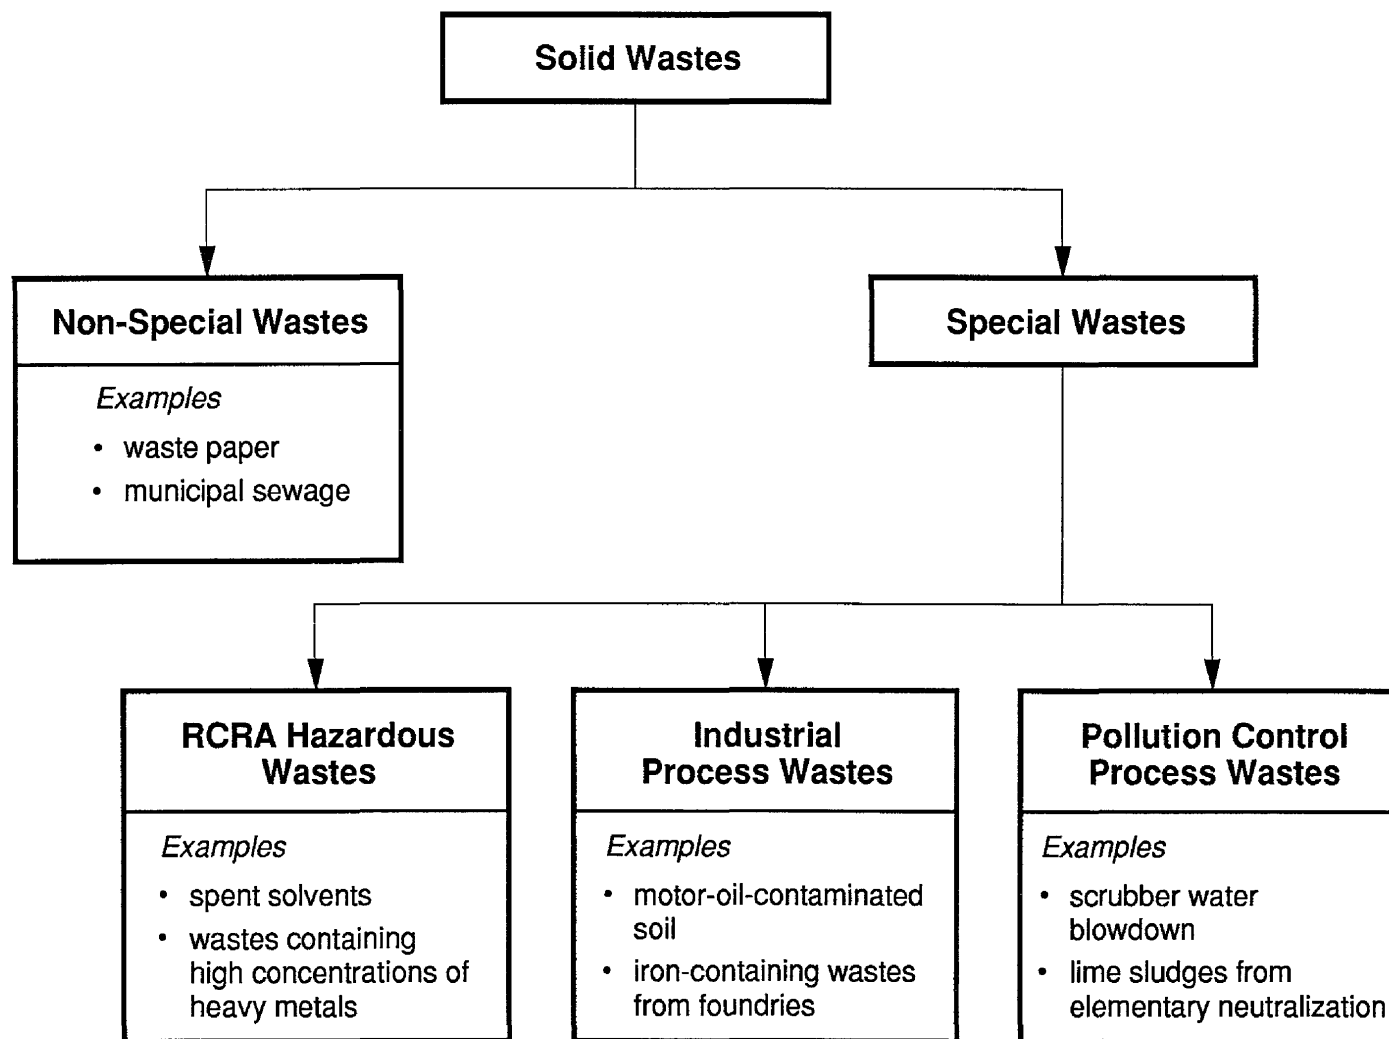 Solid Wastes
Non-Special Wastes
Examples
• waste paper
• municipal sewage
Special Wastes
RCRA Hazardous
Wastes
Examples
• spent solvents
• wastes containing
high concentrations of
heavy metals
Industrial
Process Wastes
Examples
• motor-oil-contaminated
soil
• iron-containing wastes
from foundries
Pollution Control
Process Wastes
Examples
• scrubber water
blowdown
• lime sludges from
elementary neutralization